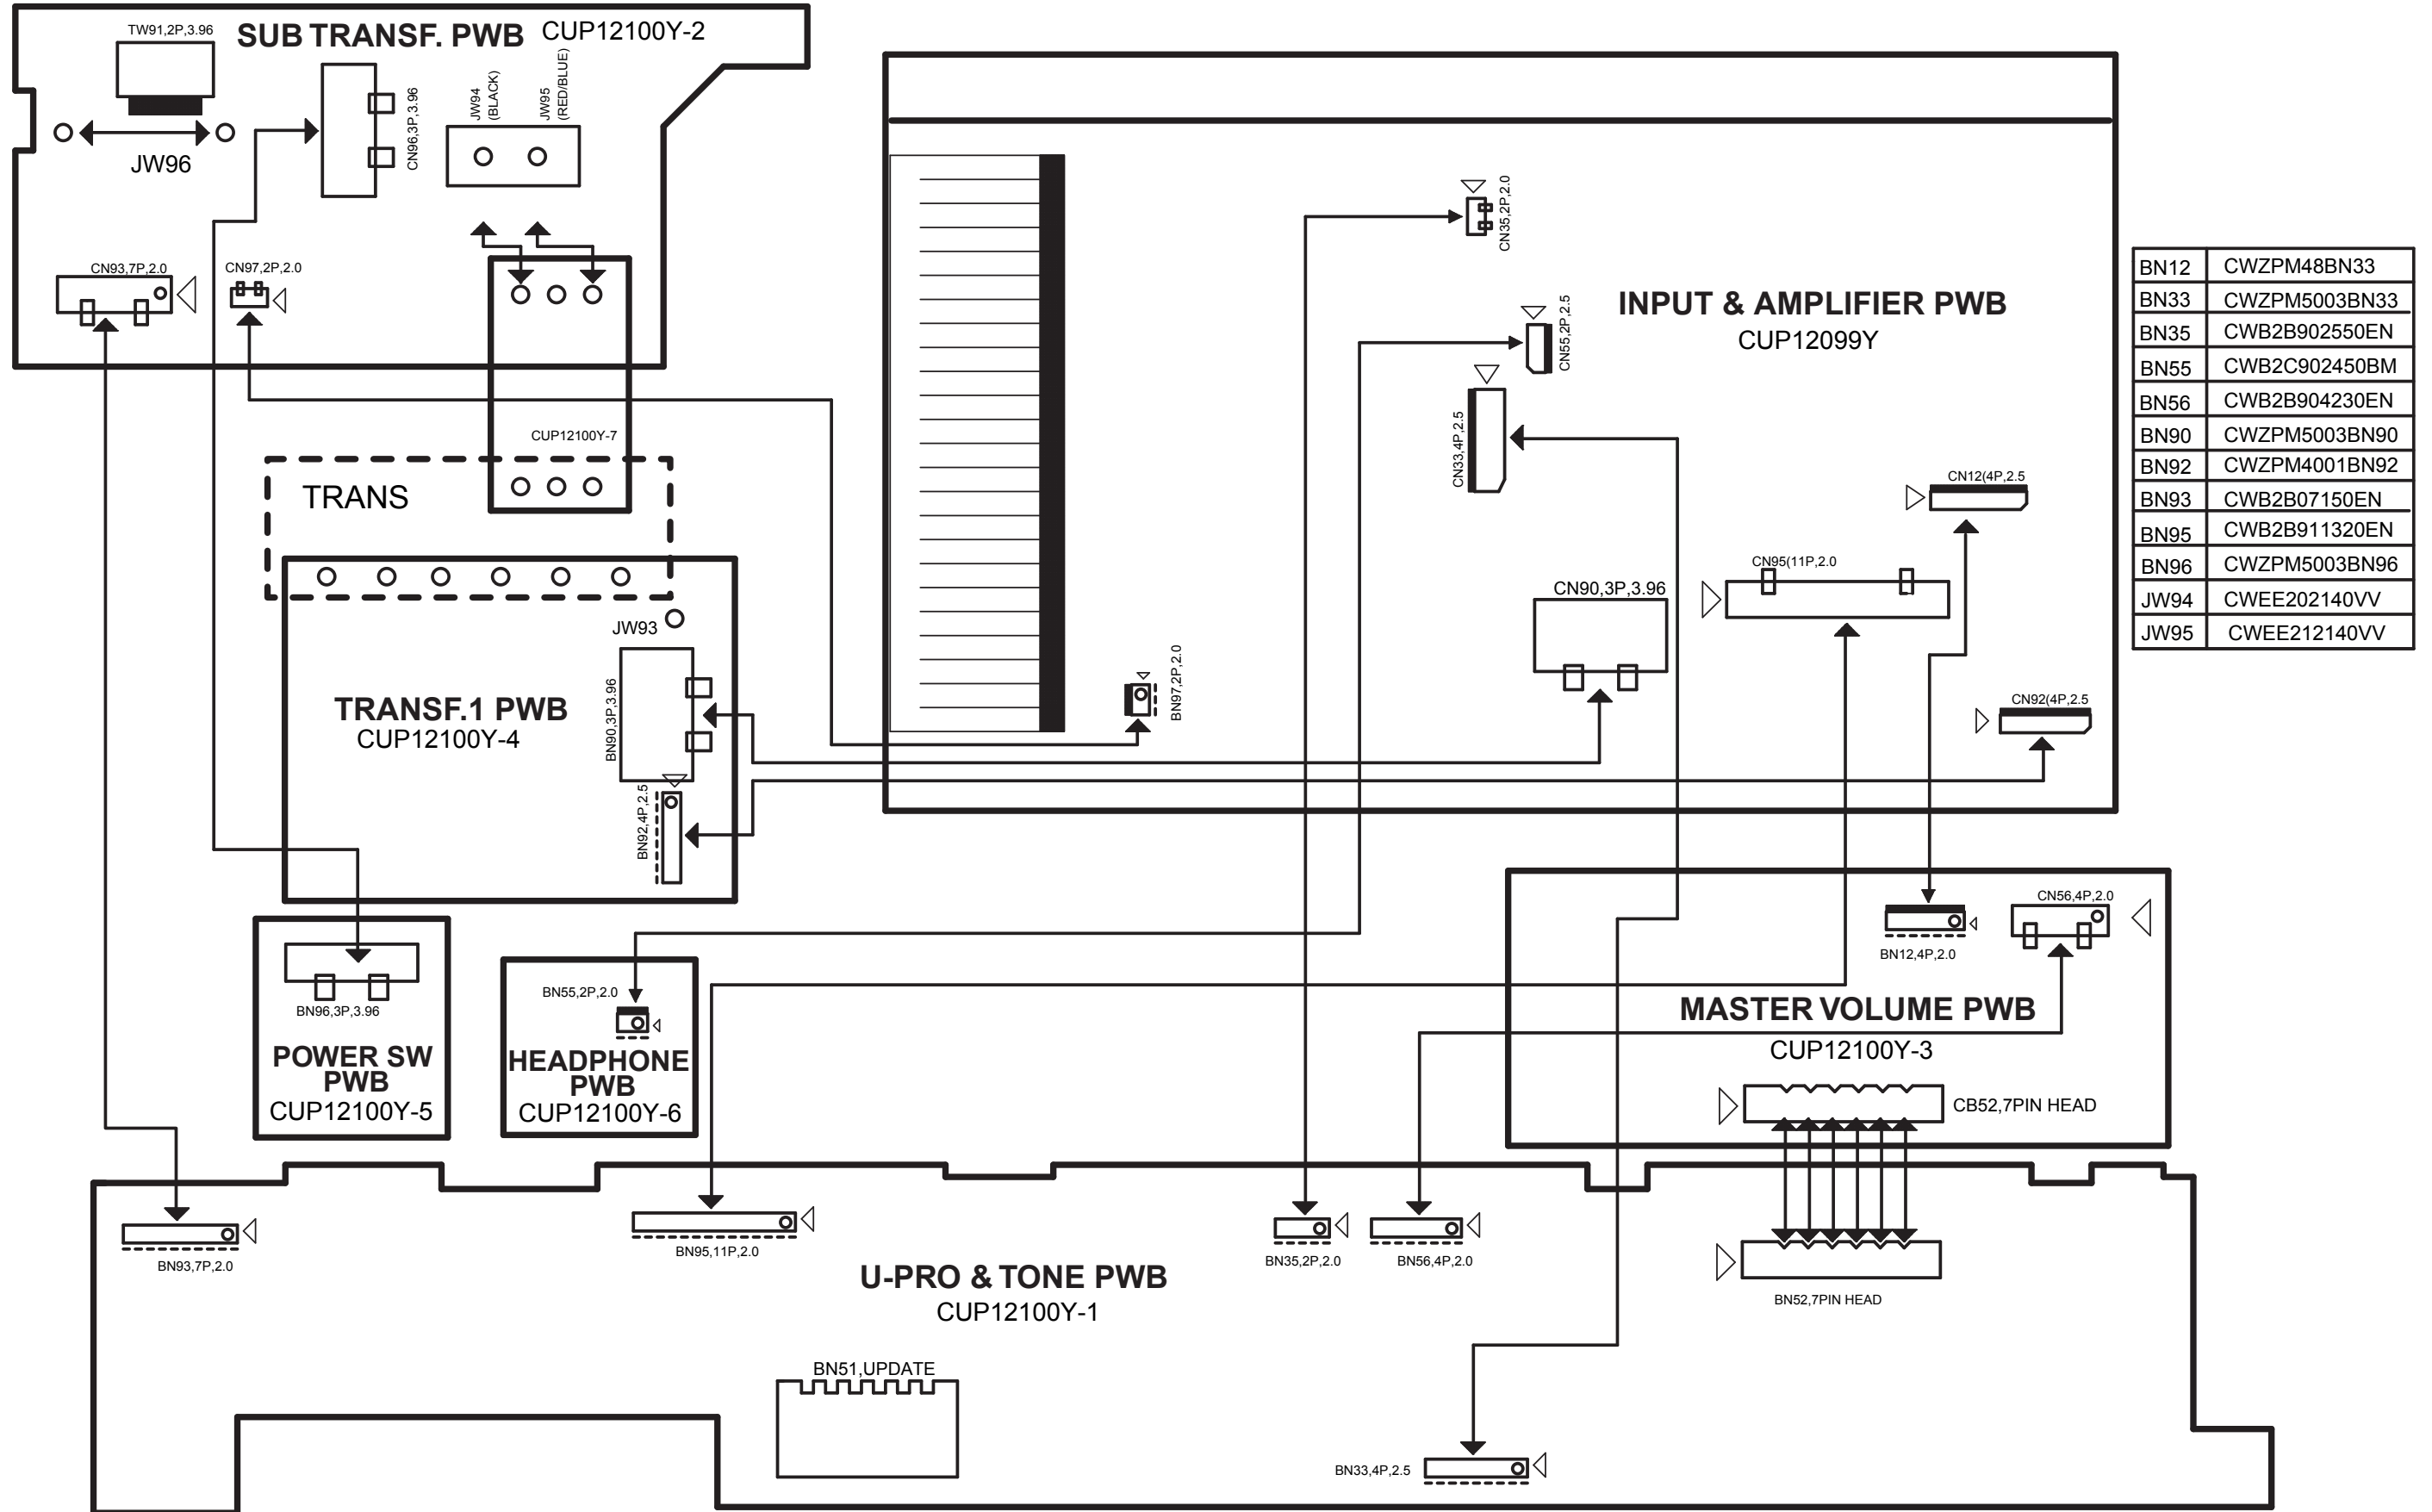 TW91,2P,3.96
SUB TRANSF. PWB CUP12100Y-2
JW96
CN96,3P,3.96
JW94
(BLACK)
JW95
(RED/BLUE)
CN93,7P,2.0
CN97,2P,2.0
CUP12100Y-7
TRANS
JW93
TRANSF.1 PWB
CUP12100Y-4
BN90,3P,3.96
BN92,4P,2.5
BN96,3P,3.96
POWER SW
PWB
CUP12100Y-5
BN55,2P,2.0
HEADPHONE
PWB
CUP12100Y-6
CN35,2P,2.0
CN55,2P,2.5
CN33,4P,2.5
INPUT & AMPLIFIER PWB
CUP12099Y
CN12(4P,2.5
CN95(11P,2.0
CN90,3P,3.96
CN92(4P,2.5
BN97,2P,2.0
BN12 CWZPM48BN33
BN33 CWZPM5003BN33
BN35 CWB2B902550EN
BN55 CWB2C902450BM
BN56 CWB2B904230EN
BN90 CWZPM5003BN90
BN92 CWZPM4001BN92
BN93 CWB2B07150EN
BN95 CWB2B911320EN
BN96 CWZPM5003BN96
JW94 CWEE202140VV
JW95 CWEE212140VV
CN56,4P,2.0
BN12,4P,2.0
MASTER VOLUME PWB
CUP12100Y-3
CB52,7PIN HEAD
BN93,7P,2.0
BN95,11P,2.0
BN35,2P,2.0
BN56,4P,2.0
U-PRO & TONE PWB
CUP12100Y-1
BN52,7PIN HEAD
BN51,UPDATE
BN33,4P,2.5